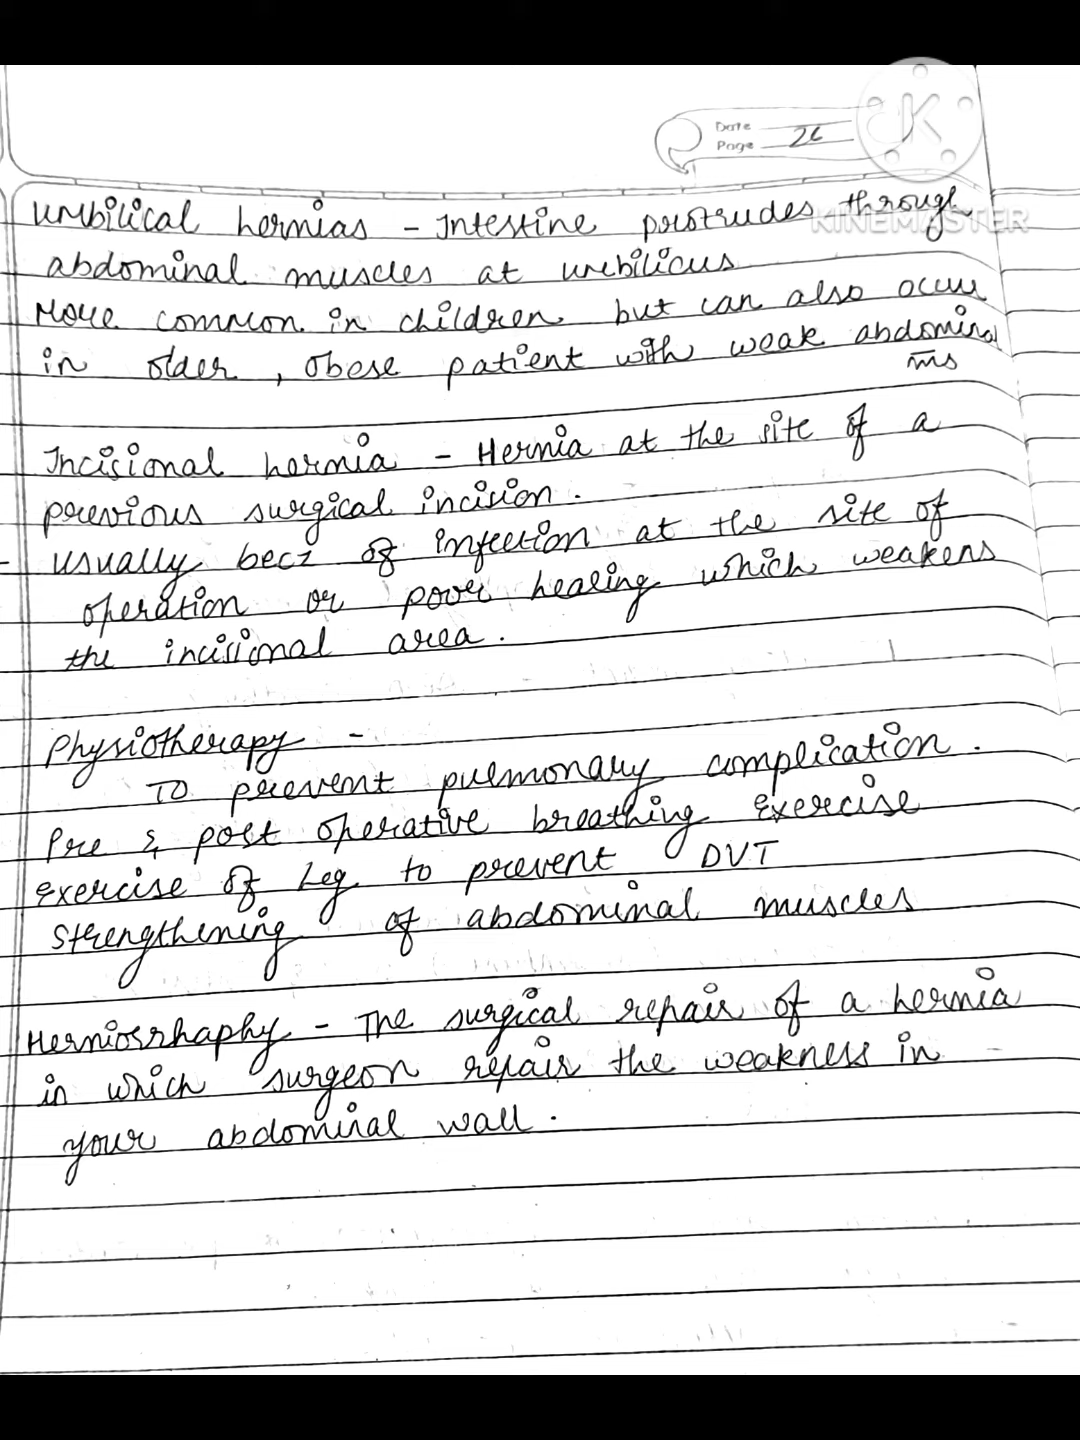 Date
Page 26
KINEMASTER
Umbilical hernias - Intestine protrudes through
abdominal muscles at umbilicus
More common in children but can also occur
in older, obese patient with weak abdominal
ms
Incisional hernia - Hernia at the site of a
previous surgical incision.
- usually becz of infection at the site of
operation or poor healing which weakens
the incisional area.
Physiotherapy -
To prevent pulmonary complication.
Pre & post operative breathing exercise
exercise of Leg to prevent DVT
strengthening of abdominal muscles
Herniorrhaphy - The surgical repair of a hernia
in which surgeon repair the weakness in
your abdominal wall.